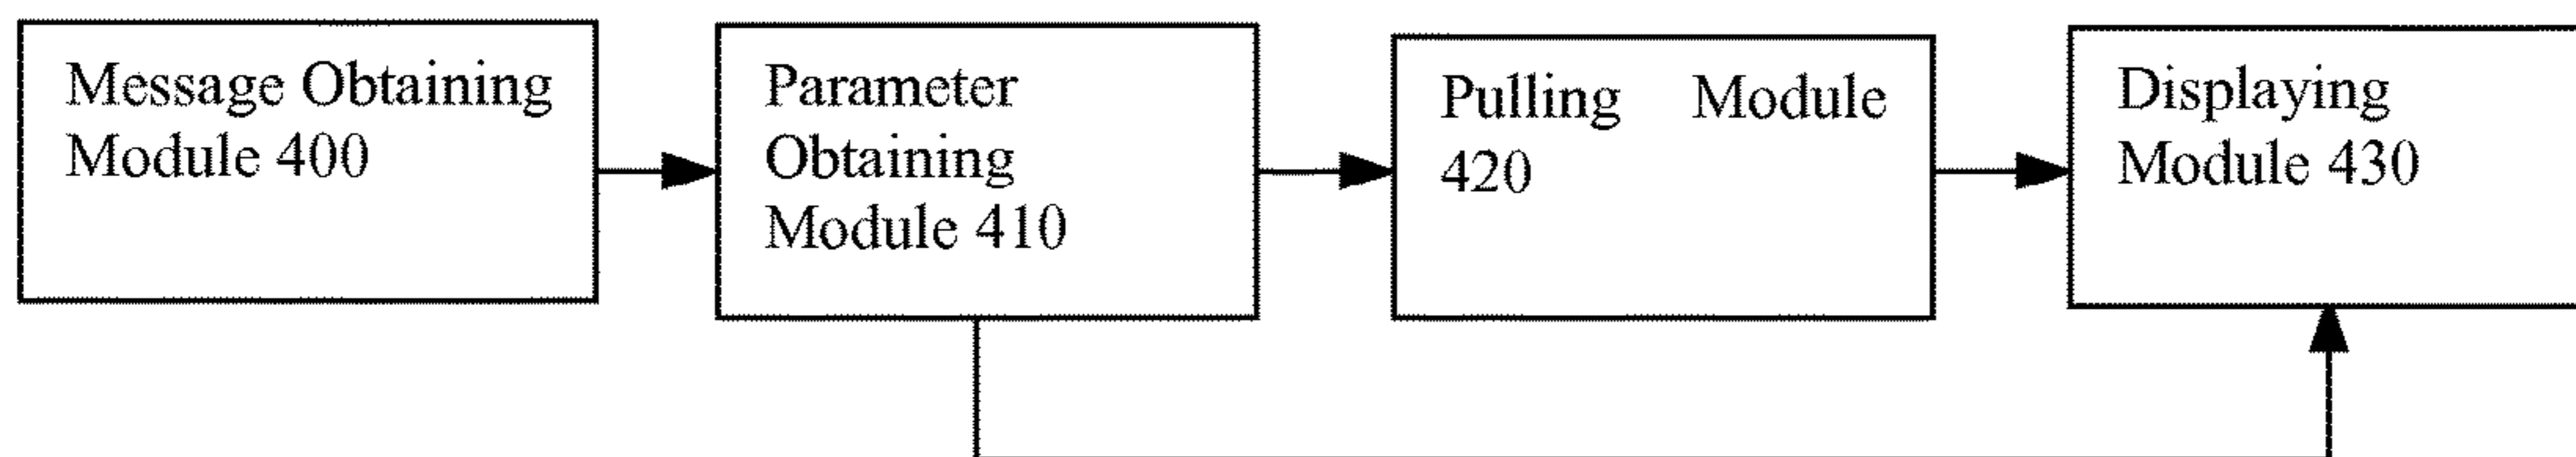 Message Obtaining
Module 400
Parameter
Obtaining
Module 410
Pulling Module
420
Displaying
Module 430